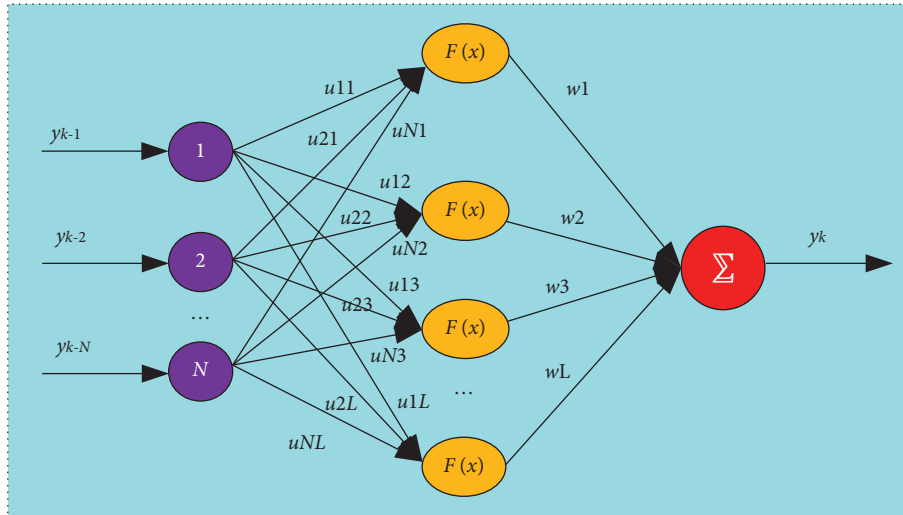 F (x)
w1
u11
yk-1
1
u21
uN1
u12
F (x)
w2
u22
yk-2
2
uN2
yk
Σ
u13
w3
...
u23
F (x)
yk-N
N
uN3
wL
...
u2L
u1L
uNL
F (x)